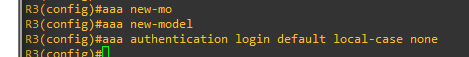 R3(config)#aaa new-mo
R3(config)#aaa new-model
R3(config)#aaa authentication login default local-case none
R3(config)#